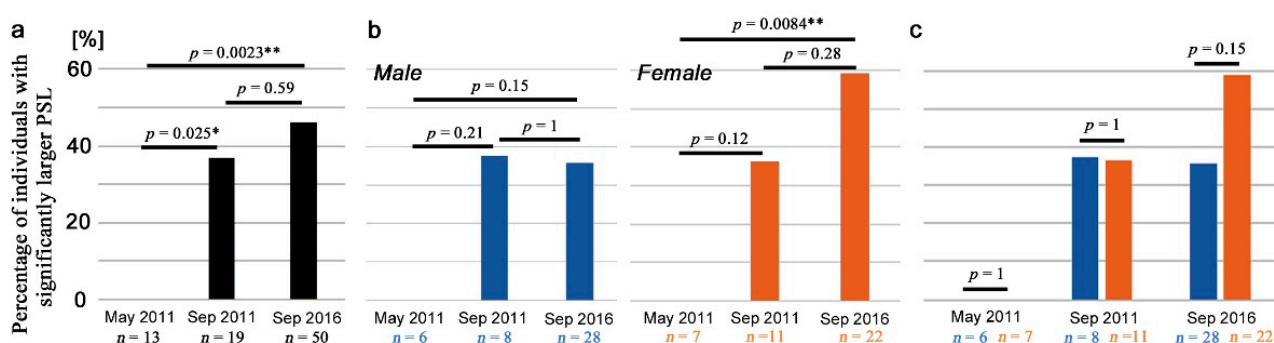 a
[%]
Percentage of individuals with
significantly larger PSL
p = 0.0023**
p = 0.59
p = 0.025*
60
40
20
0
May 2011 Sep 2011 Sep 2016
n = 13 n = 19 n = 50
b
Male
p = 0.15
p = 0.21 p = 1
May 2011 Sep 2011 Sep 2016
n = 6 n = 8 n = 28
Female
p = 0.0084**
p = 0.28
p = 0.12
May 2011 Sep 2011 Sep 2016
n = 7 n = 11 n = 22
c
p = 0.15
p = 1
p = 1
May 2011 Sep 2011 Sep 2016
n = 6 n = 7 n = 8 n = 11 n = 28 n = 22